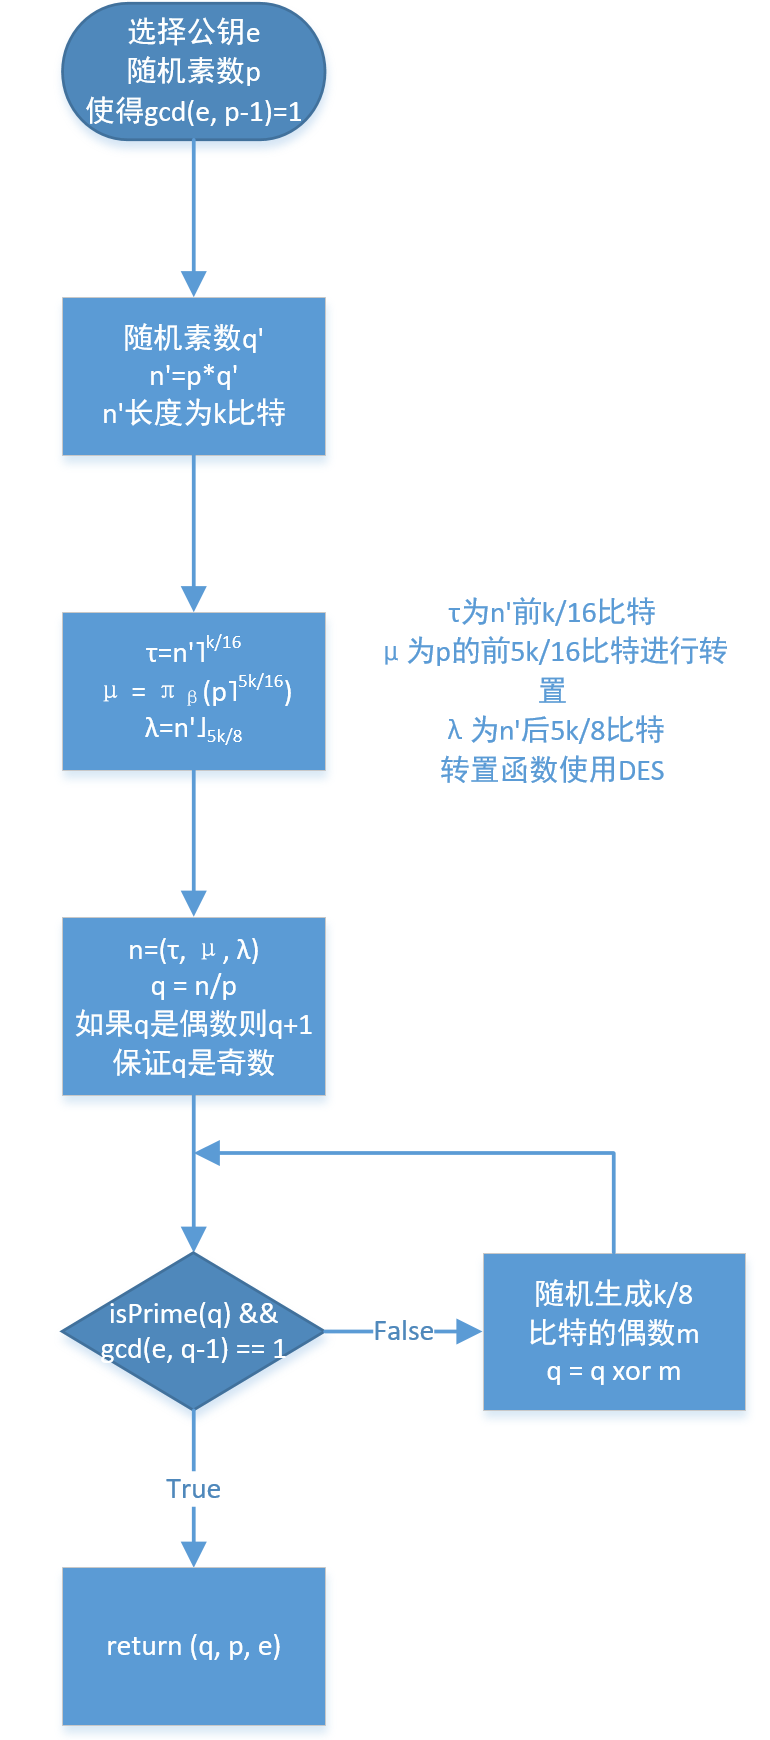 选择公钥e
随机素数p
使得gcd(e, p-1)=1
随机素数q'
n'=p*q'
n'长度为k比特
τ=n'˥k/16
μ = πβ(p˥5k/16)
λ=n'˩5k/8
τ为n'前k/16比特
μ为p的前5k/16比特进行转
置
λ为n'后5k/8比特
转置函数使用DES
n=(τ, μ, λ)
q = n/p
如果q是偶数则q+1
保证q是奇数
isPrime(q) &&
gcd(e, q-1) == 1
False
随机生成k/8
比特的偶数m
q = q xor m
True
return (q, p, e)